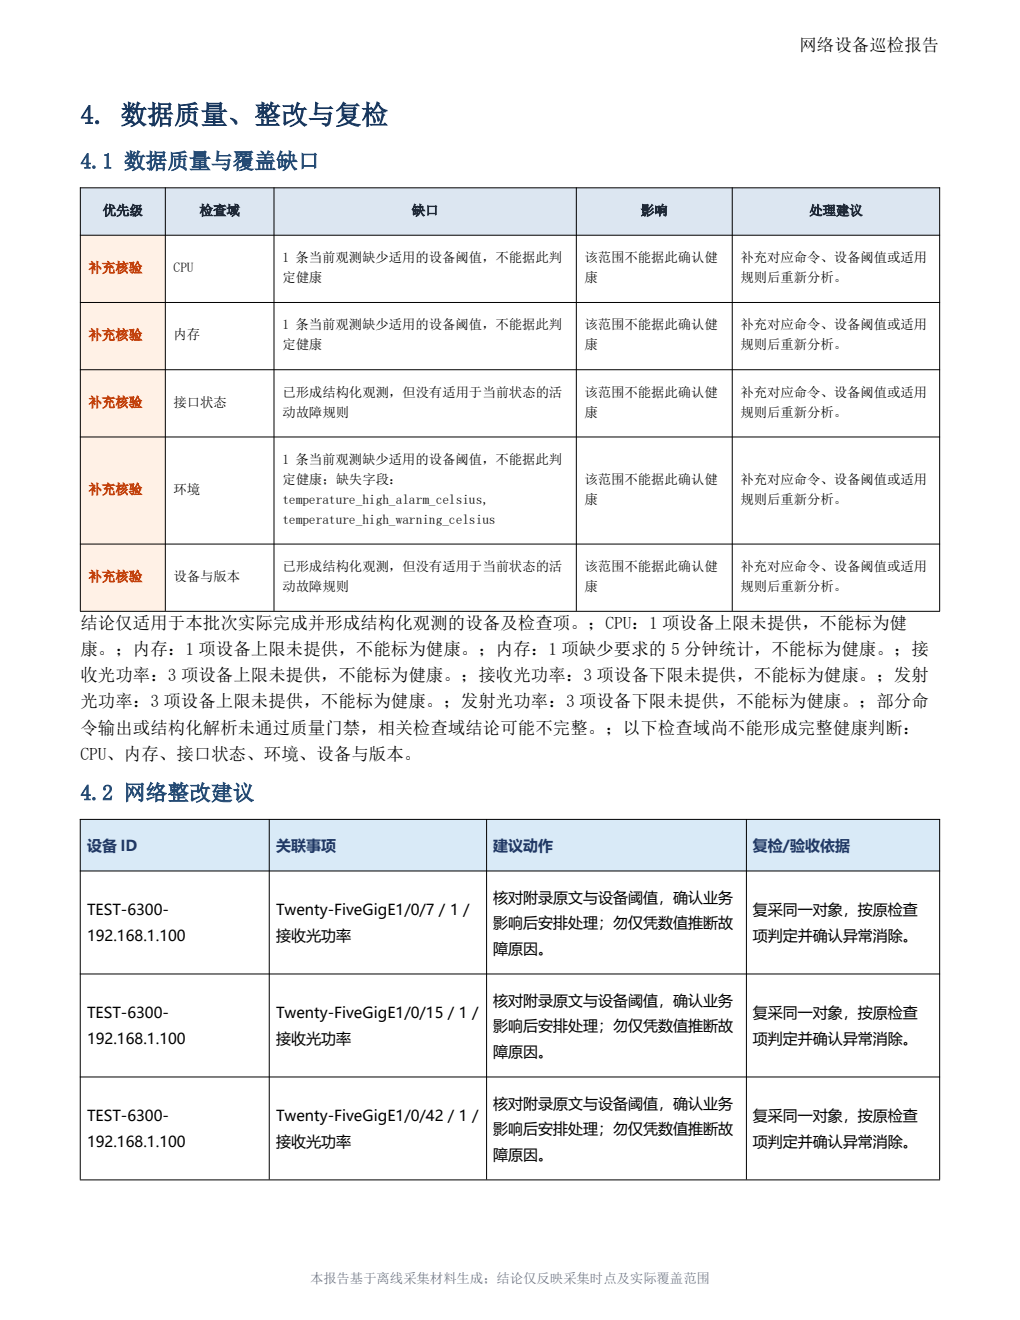 网络设备巡检报告
4. 数据质量、整改与复检
4.1 数据质量与覆盖缺口
优先级 检查域 缺口 影响 处理建议
补充核验 CPU 1 条当前观测缺少适用的设备阈值，不能据此判 该范围不能据此确认健 补充对应命令、设备阈值或适用
定健康 康 规则后重新分析。
补充核验 内存 1 条当前观测缺少适用的设备阈值，不能据此判 该范围不能据此确认健 补充对应命令、设备阈值或适用
定健康 康 规则后重新分析。
补充核验 接口状态 已形成结构化观测，但没有适用于当前状态的活 该范围不能据此确认健 补充对应命令、设备阈值或适用
动故障规则 康 规则后重新分析。
补充核验 环境 1 条当前观测缺少适用的设备阈值，不能据此判 该范围不能据此确认健 补充对应命令、设备阈值或适用
定健康；缺失字段： 康 规则后重新分析。
temperature_high_alarm_celsius,
temperature_high_warning_celsius
补充核验 设备与版本 已形成结构化观测，但没有适用于当前状态的活 该范围不能据此确认健 补充对应命令、设备阈值或适用
动故障规则 康 规则后重新分析。
结论仅适用于本批次实际完成并形成结构化观测的设备及检查项。；CPU：1 项设备上限未提供，不能标为健
康。；内存：1 项设备上限未提供，不能标为健康。；内存：1 项缺少要求的 5 分钟统计，不能标为健康。；接
收光功率：3 项设备上限未提供，不能标为健康。；接收光功率：3 项设备下限未提供，不能标为健康。；发射
光功率：3 项设备上限未提供，不能标为健康。；发射光功率：3 项设备下限未提供，不能标为健康。；部分命
令输出或结构化解析未通过质量门禁，相关检查域结论可能不完整。；以下检查域尚不能形成完整健康判断：
CPU、内存、接口状态、环境、设备与版本。
4.2 网络整改建议
设备 ID 关联事项 建议动作 复检/验收依据
TEST-6300- Twenty-FiveGigE1/0/7 / 1 / 核对附录原文与设备阈值，确认业务 复采同一对象，按原检查
192.168.1.100 接收光功率 影响后安排处理；勿仅凭数值推断故 项判定并确认异常消除。
障原因。
TEST-6300- Twenty-FiveGigE1/0/15 / 1 / 核对附录原文与设备阈值，确认业务 复采同一对象，按原检查
192.168.1.100 接收光功率 影响后安排处理；勿仅凭数值推断故 项判定并确认异常消除。
障原因。
TEST-6300- Twenty-FiveGigE1/0/42 / 1 / 核对附录原文与设备阈值，确认业务 复采同一对象，按原检查
192.168.1.100 接收光功率 影响后安排处理；勿仅凭数值推断故 项判定并确认异常消除。
障原因。
本报告基于离线采集材料生成；结论仅反映采集时点及实际覆盖范围